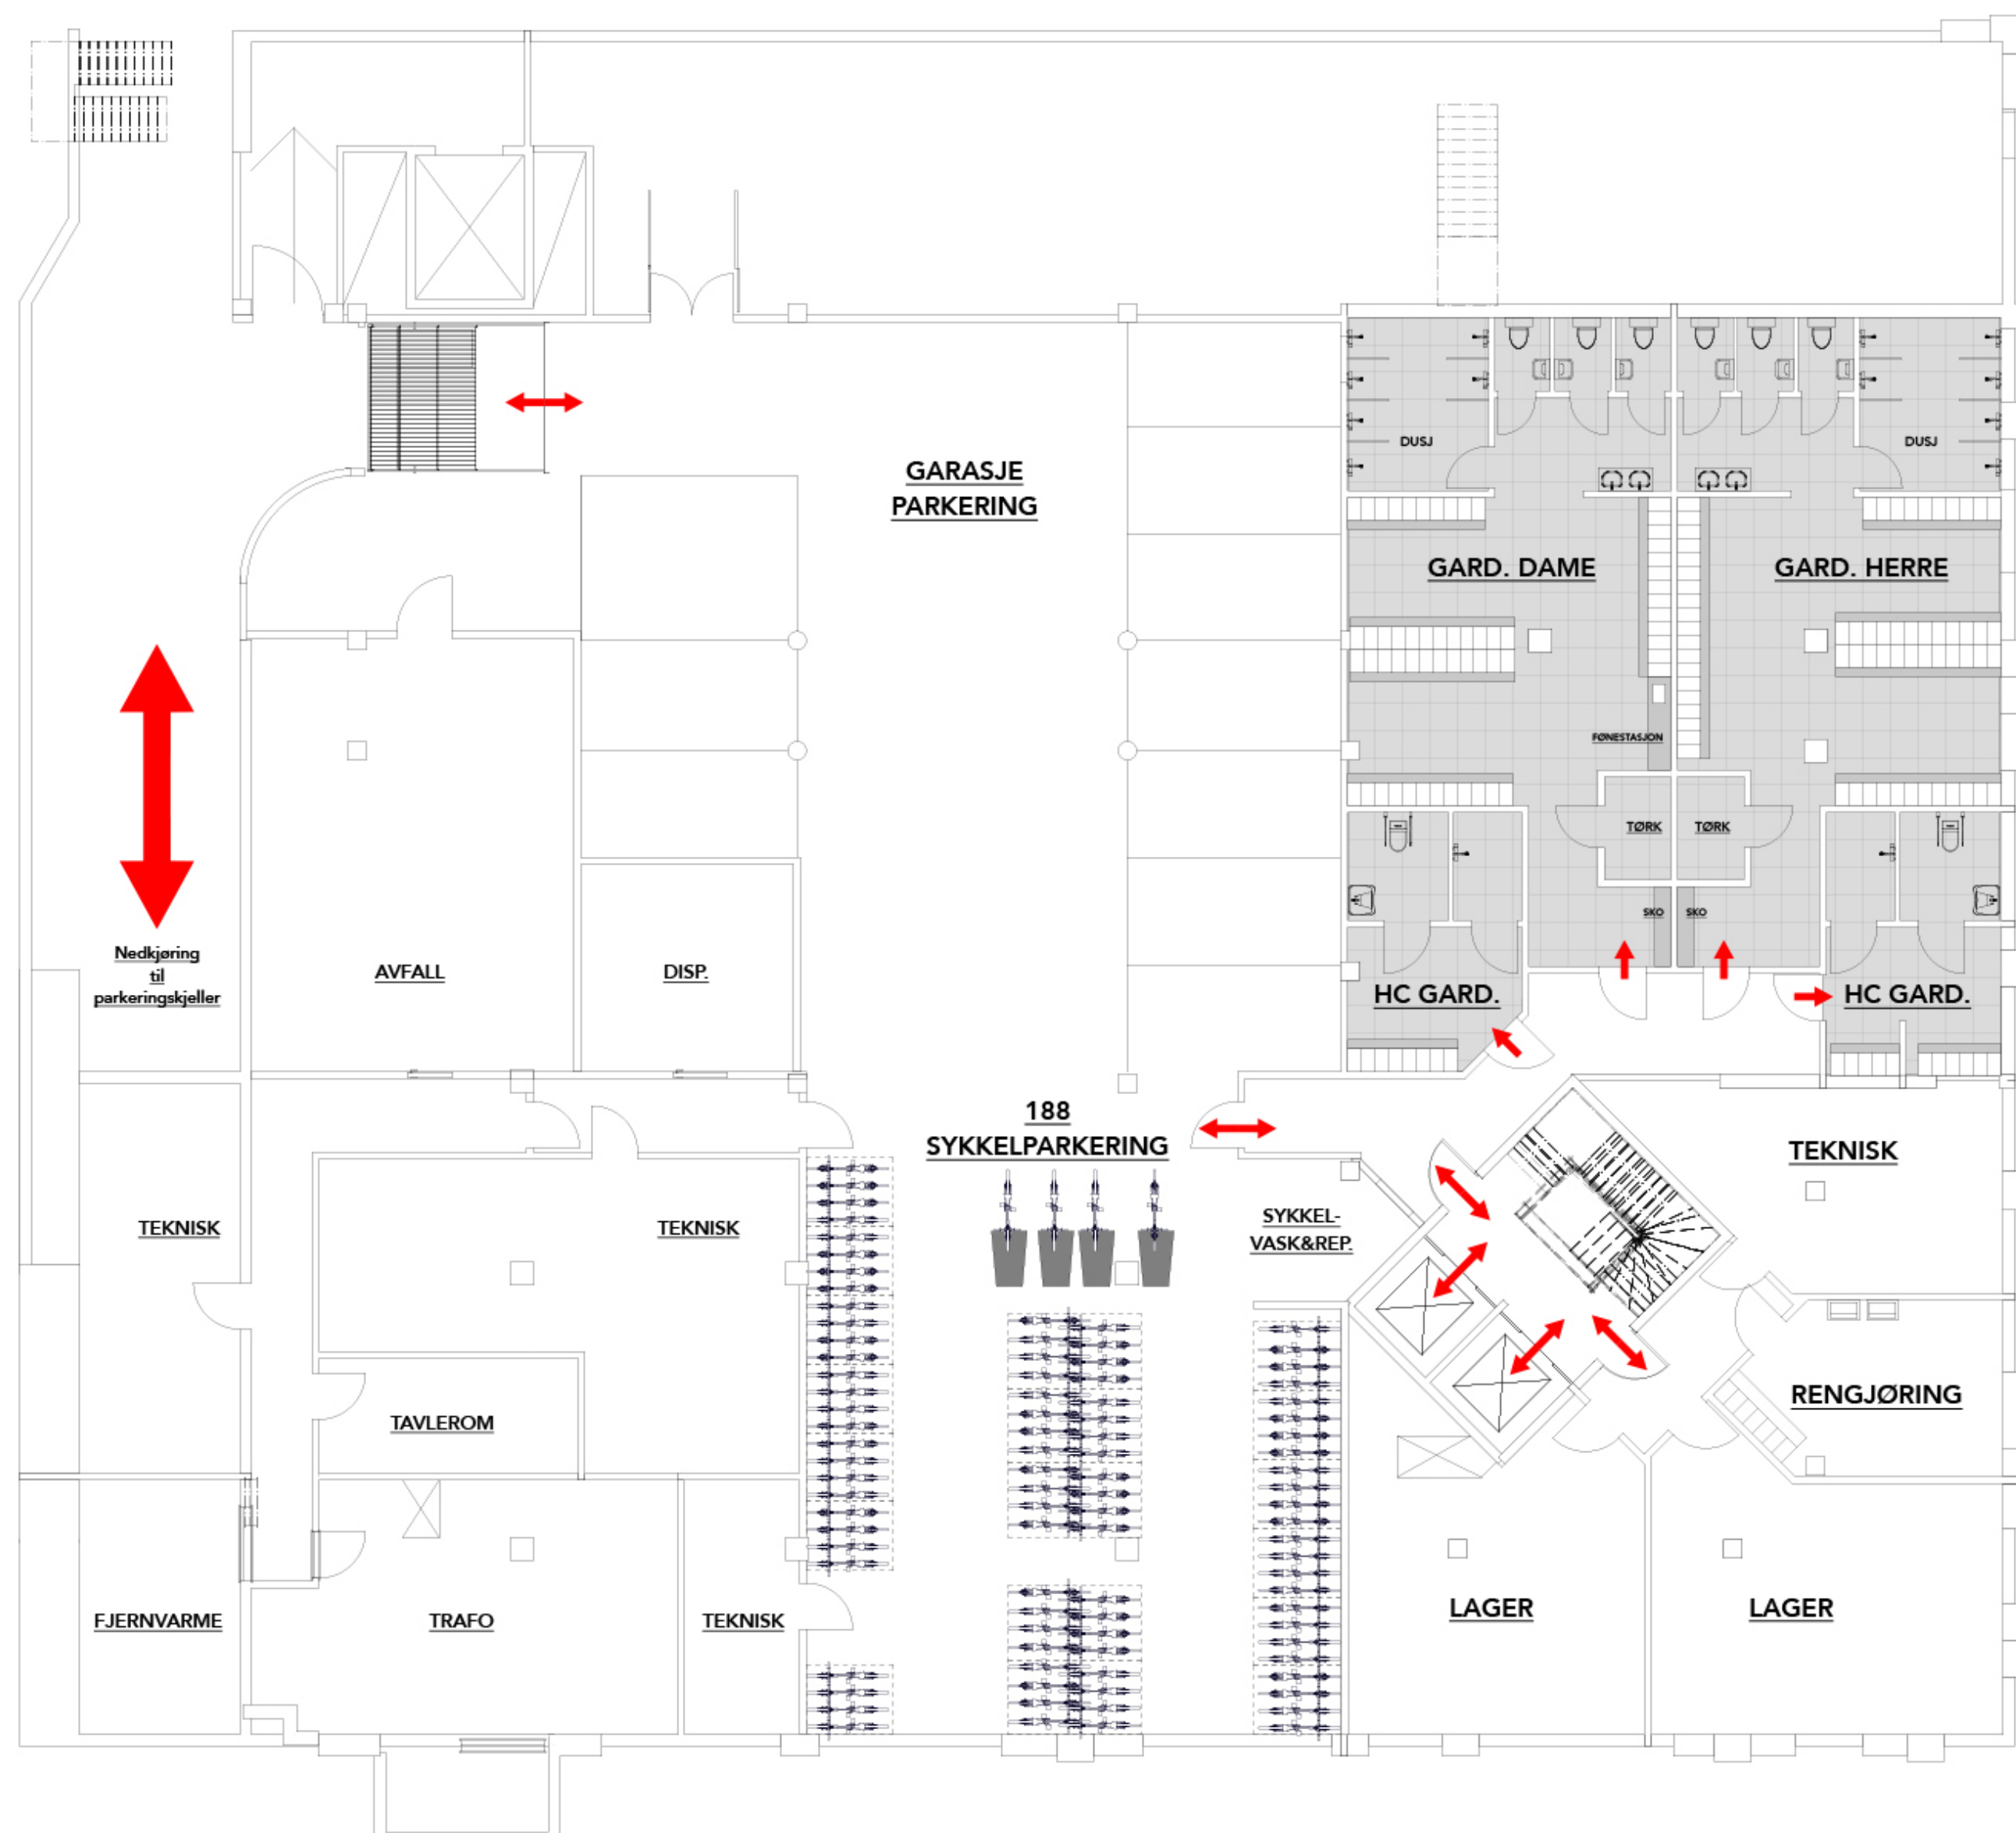 DUSJ
DUSJ
GARASJE
PARKERING
GARD. DAME
GARD. HERRE
FØNESTASJON
TØRK
TØRK
SKO
SKO
Nedkjøring
til
parkeringskjeller
AVFALL
DISP.
HC GARD.
HC GARD.
188
SYKKELPARKERING
TEKNISK
TEKNISK
TEKNISK
SYKKEL-
VASK&REP.
TAVLEROM
RENGJØRING
FJERNVARME
TRAFO
TEKNISK
LAGER
LAGER